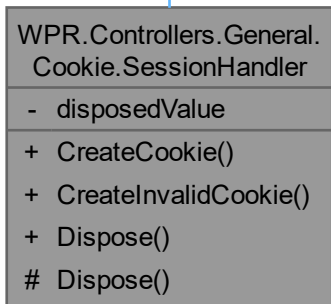 WPR.Controllers.General.
Cookie.SessionHandler
- disposedValue
+ CreateCookie()
+ CreateInvalidCookie()
+ Dispose()
# Dispose()